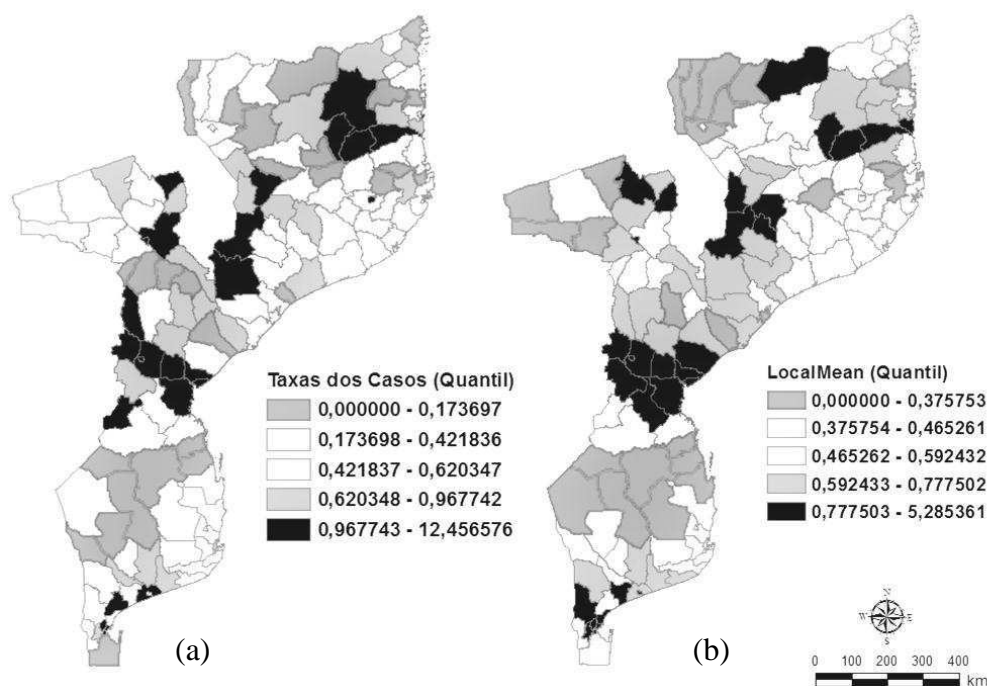 Taxas dos Casos (Quantil)
0,000000 - 0,173697
0,173698 - 0,421836
0,421837 - 0,620347
0,620348 - 0,967742
0,967743 - 12,456576
(a)
LocalMean (Quantil)
0,000000 - 0,375753
0,375754 - 0,465261
0,465262 - 0,592432
0,592433 - 0,777502
0,777503 - 5,285361
(b)
N
W E
S
0 100 200 300 400
km